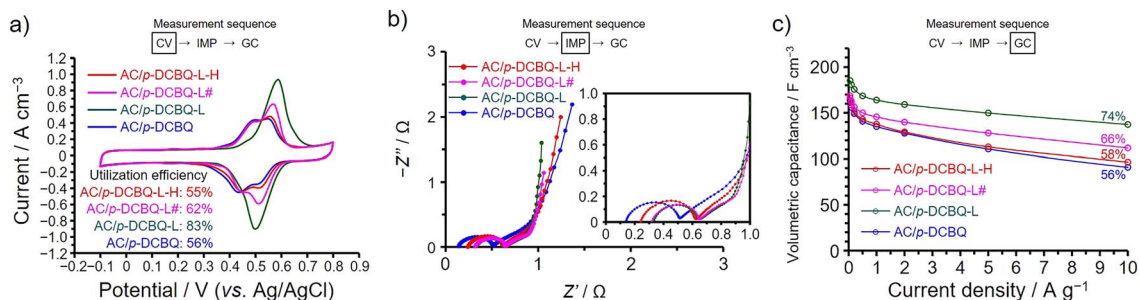 a)
Measurement sequence
CV → IMP → GC
AC/p-DCBQ-L-H
AC/p-DCBQ-L#
AC/p-DCBQ-L
AC/p-DCBQ
Current / A cm⁻³
1.2
1.0
0.8
0.6
0.4
0.2
0
−0.2
−0.4
−0.6
−0.8
−1.0
−1.2
Utilization efficiency
AC/p-DCBQ-L-H: 55%
AC/p-DCBQ-L#: 62%
AC/p-DCBQ-L: 83%
AC/p-DCBQ: 56%
−0.2 −0.1 0 0.1 0.2 0.3 0.4 0.5 0.6 0.7 0.8 0.9
Potential / V (vs. Ag/AgCl)
b)
Measurement sequence
CV → IMP → GC
AC/p-DCBQ-L-H
AC/p-DCBQ-L#
AC/p-DCBQ-L
AC/p-DCBQ
−Z″ / Ω
3
2
1
0
1.0
0.8
0.6
0.4
0.2
0
0 0.2 0.4 0.6 0.8 1.0
0 1 2 3
Z′ / Ω
c)
Measurement sequence
CV → IMP → GC
Volumetric capacitance / F cm⁻³
200
150
100
50
0
74%
66%
58%
56%
AC/p-DCBQ-L-H
AC/p-DCBQ-L#
AC/p-DCBQ-L
AC/p-DCBQ
0 1 2 3 4 5 6 7 8 9 10
Current density / A g⁻¹